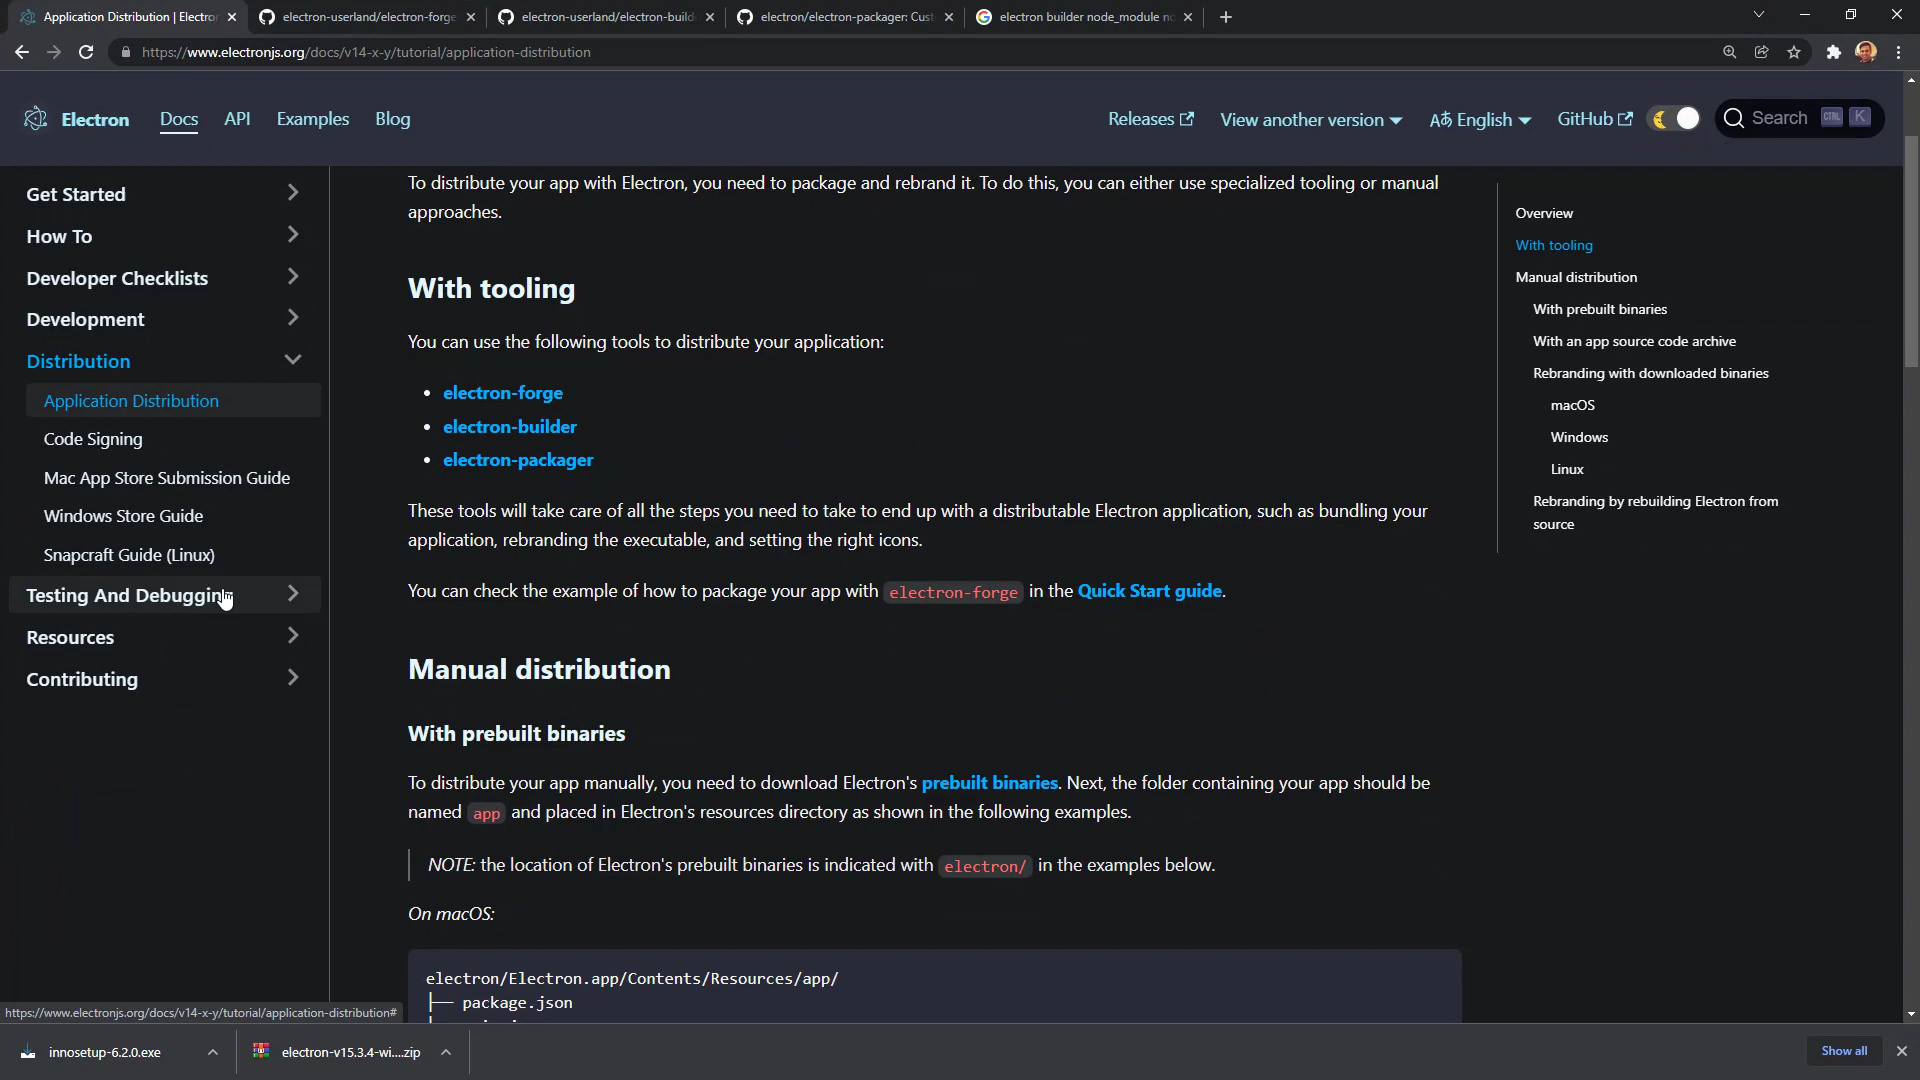 Application Distribution | Electro
electron-userland/electron-forge
electron-userland/electron-build
electron/electron-packager: Cust
electron builder node_module no
https://www.electronjs.org/docs/v14-x-y/tutorial/application-distribution
Electron
Docs
API
Examples
Blog
Releases
View another version
English
GitHub
Search
CTRL
K
Get Started
How To
Developer Checklists
Development
Distribution
Application Distribution
Code Signing
Mac App Store Submission Guide
Windows Store Guide
Snapcraft Guide (Linux)
Testing And Debugging
Resources
Contributing
To distribute your app with Electron, you need to package and rebrand it. To do this, you can either use specialized tooling or manual
approaches.
With tooling
You can use the following tools to distribute your application:
• electron-forge
• electron-builder
• electron-packager
These tools will take care of all the steps you need to take to end up with a distributable Electron application, such as bundling your
application, rebranding the executable, and setting the right icons.
You can check the example of how to package your app with electron-forge in the Quick Start guide.
Manual distribution
With prebuilt binaries
To distribute your app manually, you need to download Electron's prebuilt binaries. Next, the folder containing your app should be
named app and placed in Electron's resources directory as shown in the following examples.
NOTE: the location of Electron's prebuilt binaries is indicated with electron/ in the examples below.
On macOS:
electron/Electron.app/Contents/Resources/app/
├── package.json
Overview
With tooling
Manual distribution
With prebuilt binaries
With an app source code archive
Rebranding with downloaded binaries
macOS
Windows
Linux
Rebranding by rebuilding Electron from
source
https://www.electronjs.org/docs/v14-x-y/tutorial/application-distribution#
innosetup-6.2.0.exe
electron-v15.3.4-wi....zip
Show all